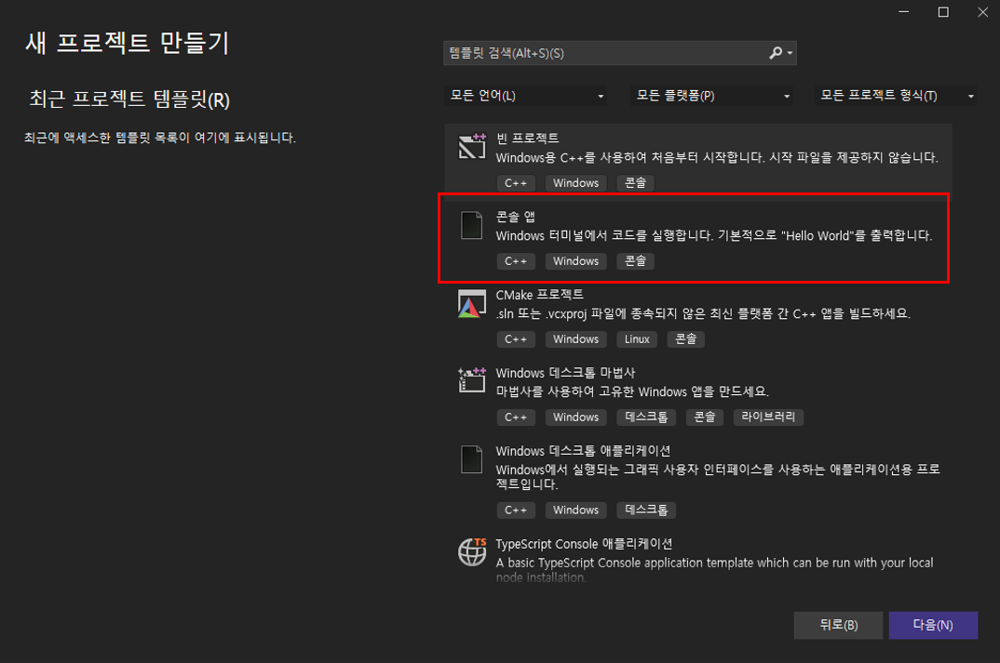 새 프로젝트 만들기
최근 프로젝트 템플릿(R)
최근에 액세스한 템플릿 목록이 여기에 표시됩니다.
템플릿 검색(Alt+S)(S)
모든 언어(L) 모든 플랫폼(P) 모든 프로젝트 형식(T)
빈 프로젝트
Windows용 C++를 사용하여 처음부터 시작합니다. 시작 파일을 제공하지 않습니다.
C++ Windows 콘솔
콘솔 앱
Windows 터미널에서 코드를 실행합니다. 기본적으로 "Hello World"를 출력합니다.
C++ Windows 콘솔
CMake 프로젝트
.sln 또는 .vcxproj 파일에 종속되지 않은 최신 플랫폼 간 C++ 앱을 빌드하세요.
C++ Windows Linux 콘솔
Windows 데스크톱 마법사
마법사를 사용하여 고유한 Windows 앱을 만드세요.
C++ Windows 데스크톱 콘솔 라이브러리
Windows 데스크톱 애플리케이션
Windows에서 실행되는 그래픽 사용자 인터페이스를 사용하는 애플리케이션용 프로
젝트입니다.
C++ Windows 데스크톱
TS
TypeScript Console 애플리케이션
A basic TypeScript Console application template which can be run with your local
node installation.
뒤로(B) 다음(N)